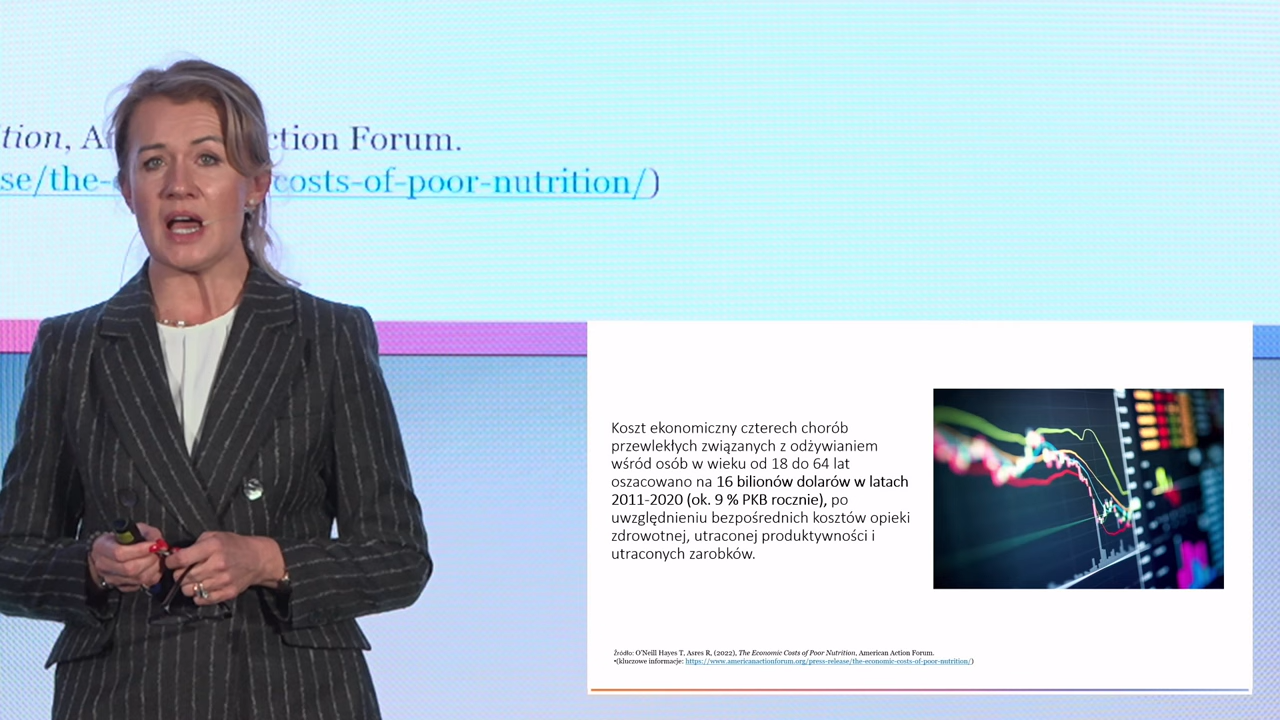 tion, A ction Forum.
se/the- costs-of-poor-nutrition/)
Koszt ekonomiczny czterech chorób
przewlekłych związanych z odżywianiem
wśród osób w wieku od 18 do 64 lat
oszacowano na 16 bilionów dolarów w latach
2011-2020 (ok. 9 % PKB rocznie), po
uwzględnieniu bezpośrednich kosztów opieki
zdrowotnej, utraconej produktywności i
utraconych zarobków.
Źródło: O'Neill Hayes T, Asres R, (2022), The Economic Costs of Poor Nutrition, American Action Forum.
•(kluczowe informacje: https://www.americanactionforum.org/press-release/the-economic-costs-of-poor-nutrition/)